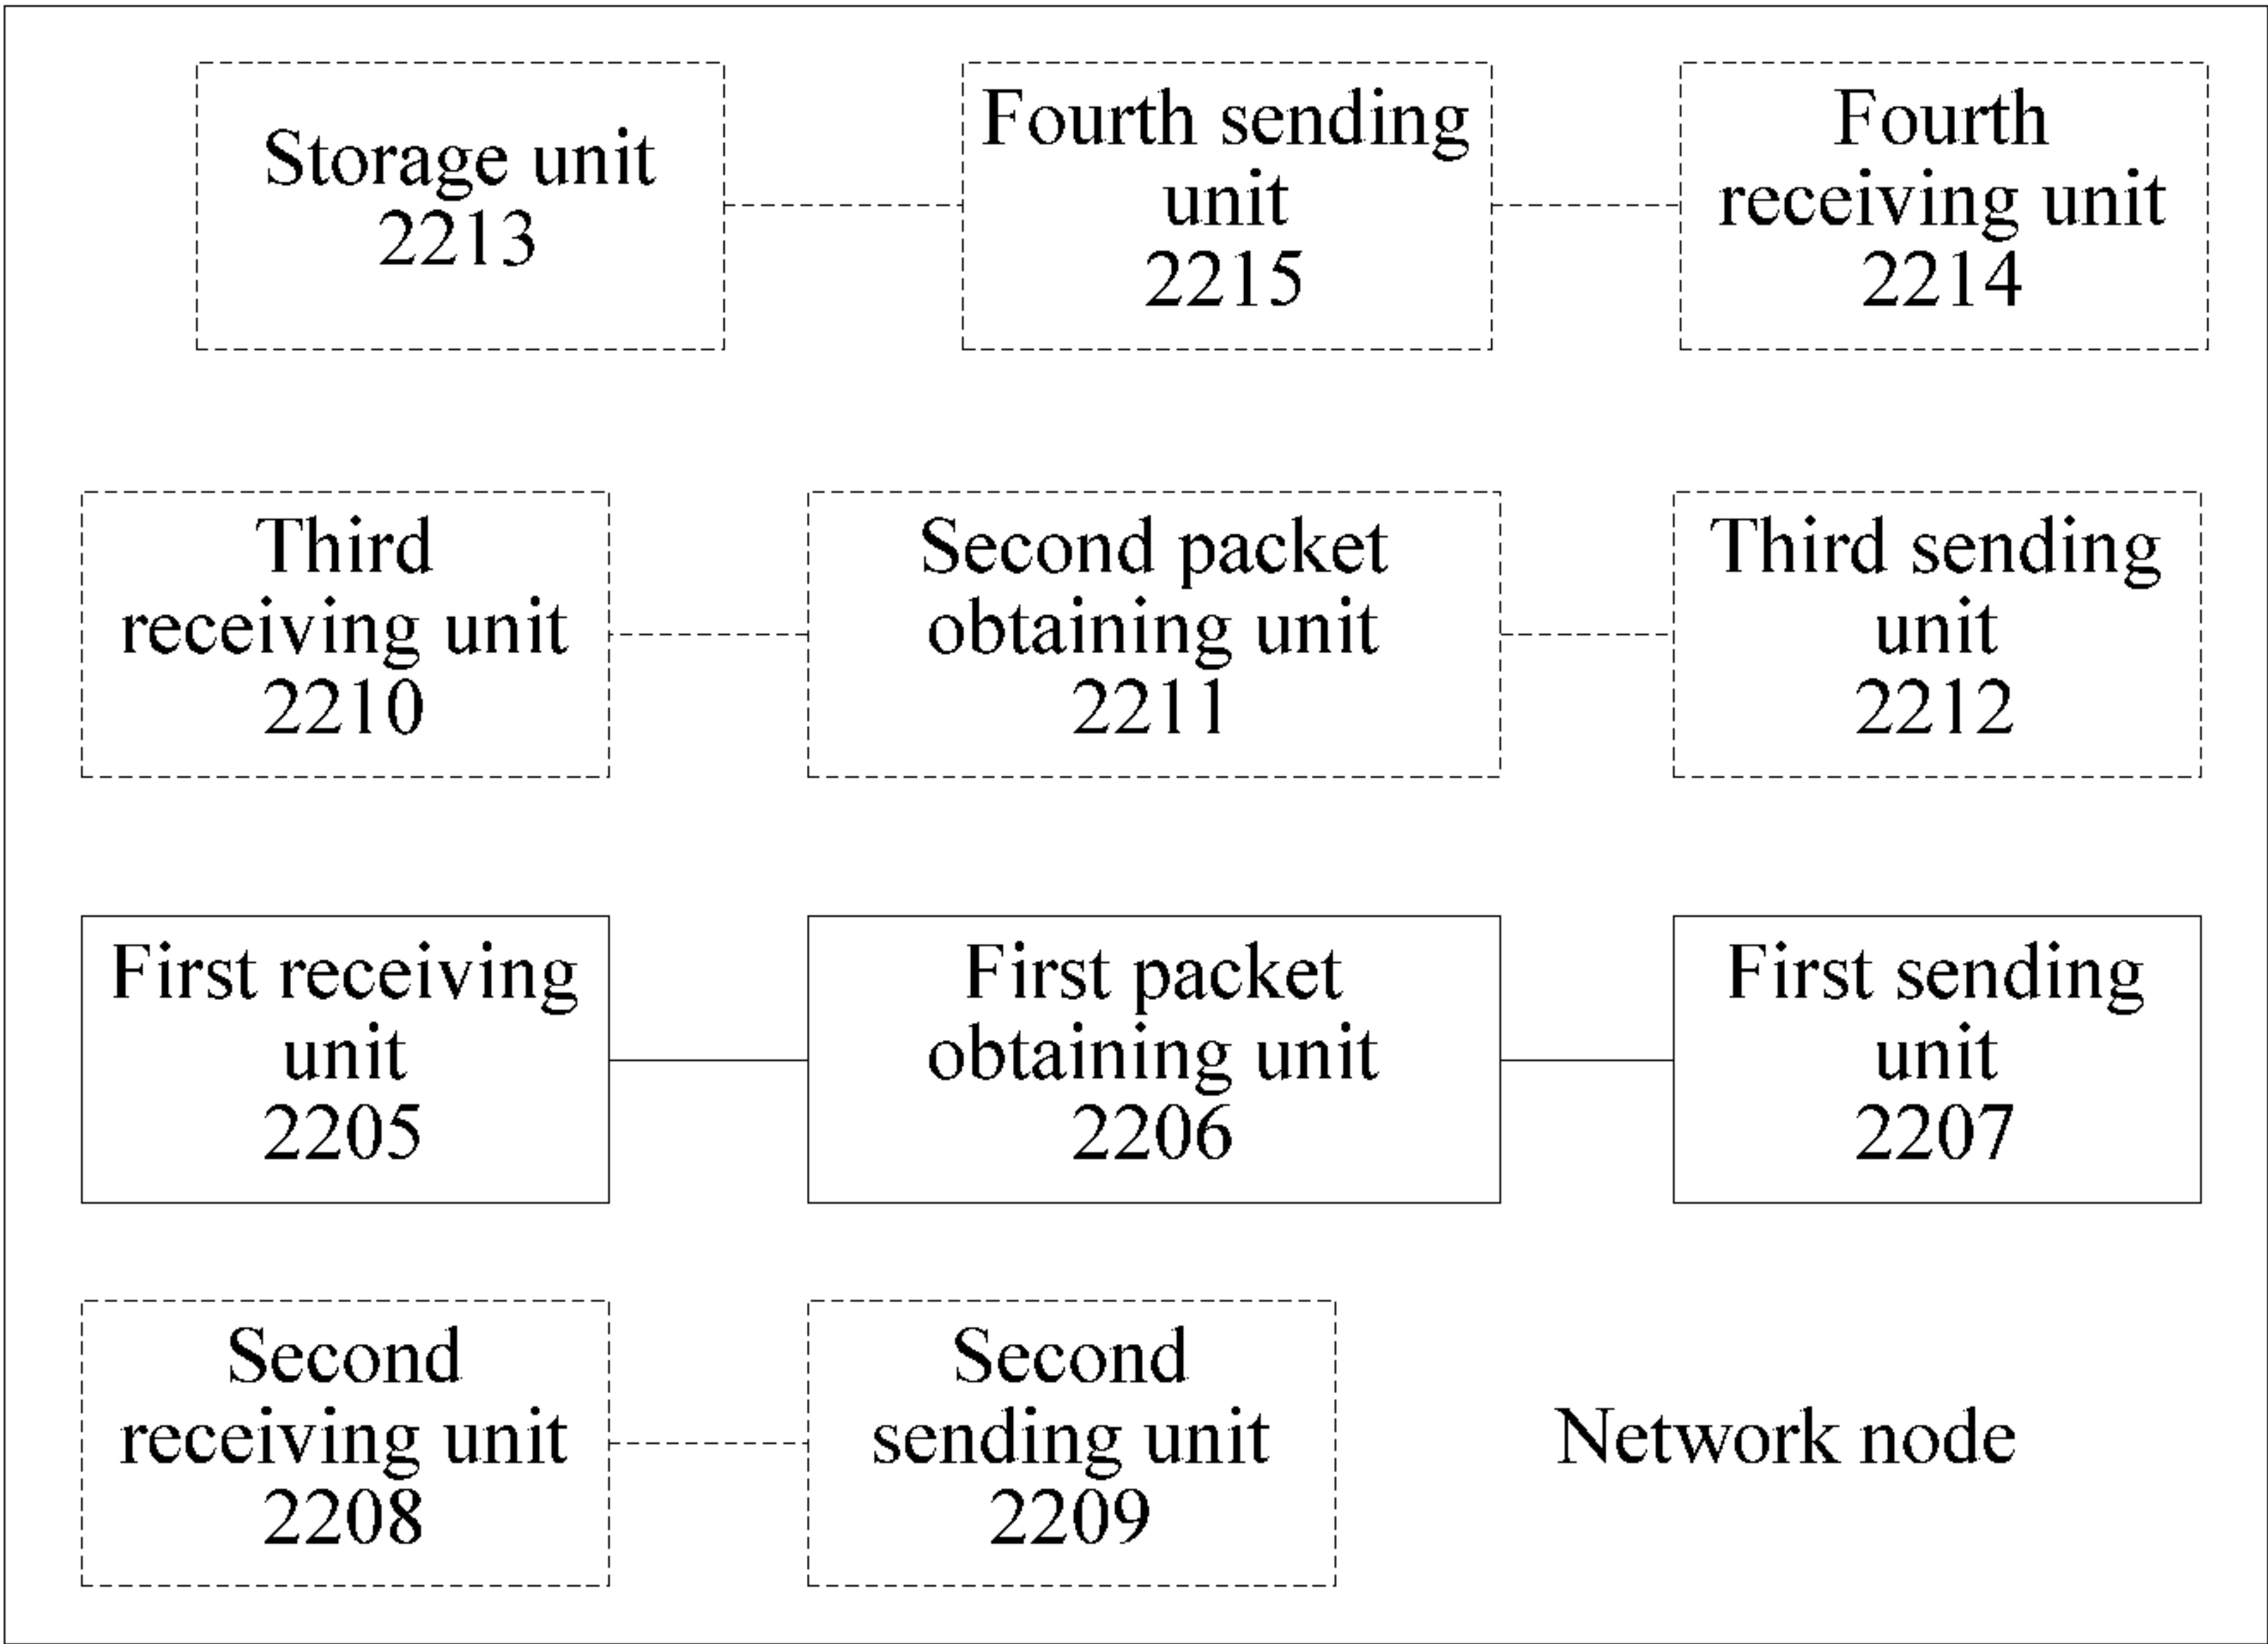 Storage unit
2213
Fourth sending
unit
2215
Fourth
receiving unit
2214
Third
receiving unit
2210
Second packet
obtaining unit
2211
Third sending
unit
2212
First receiving
unit
2205
First packet
obtaining unit
2206
First sending
unit
2207
Second
receiving unit
2208
Second
sending unit
2209
Network node